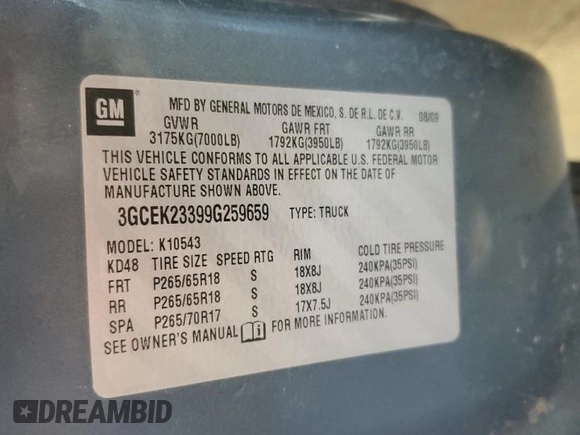 GM
MFD BY GENERAL MOTORS DE MEXICO, S. DE R.L. DE C.V. 08/09
GVWR GAWR FRT GAWR RR
3175KG(7000LB) 1792KG(3950LB) 1792KG(3950LB)
THIS VEHICLE CONFORMS TO ALL APPLICABLE U.S. FEDERAL MOTOR
VEHICLE SAFETY STANDARDS IN EFFECT ON THE DATE OF
MANUFACTURE SHOWN ABOVE.
3GCEK23399G259659 TYPE: TRUCK
MODEL: K10543
KD48 TIRE SIZE SPEED RTG RIM COLD TIRE PRESSURE
FRT P265/65R18 S 18X8J 240KPA(35PSI)
RR P265/65R18 S 18X8J 240KPA(35PSI)
SPA P265/70R17 S 17X7.5J 240KPA(35PSI)
SEE OWNER'S MANUAL FOR MORE INFORMATION.
DREAMBID